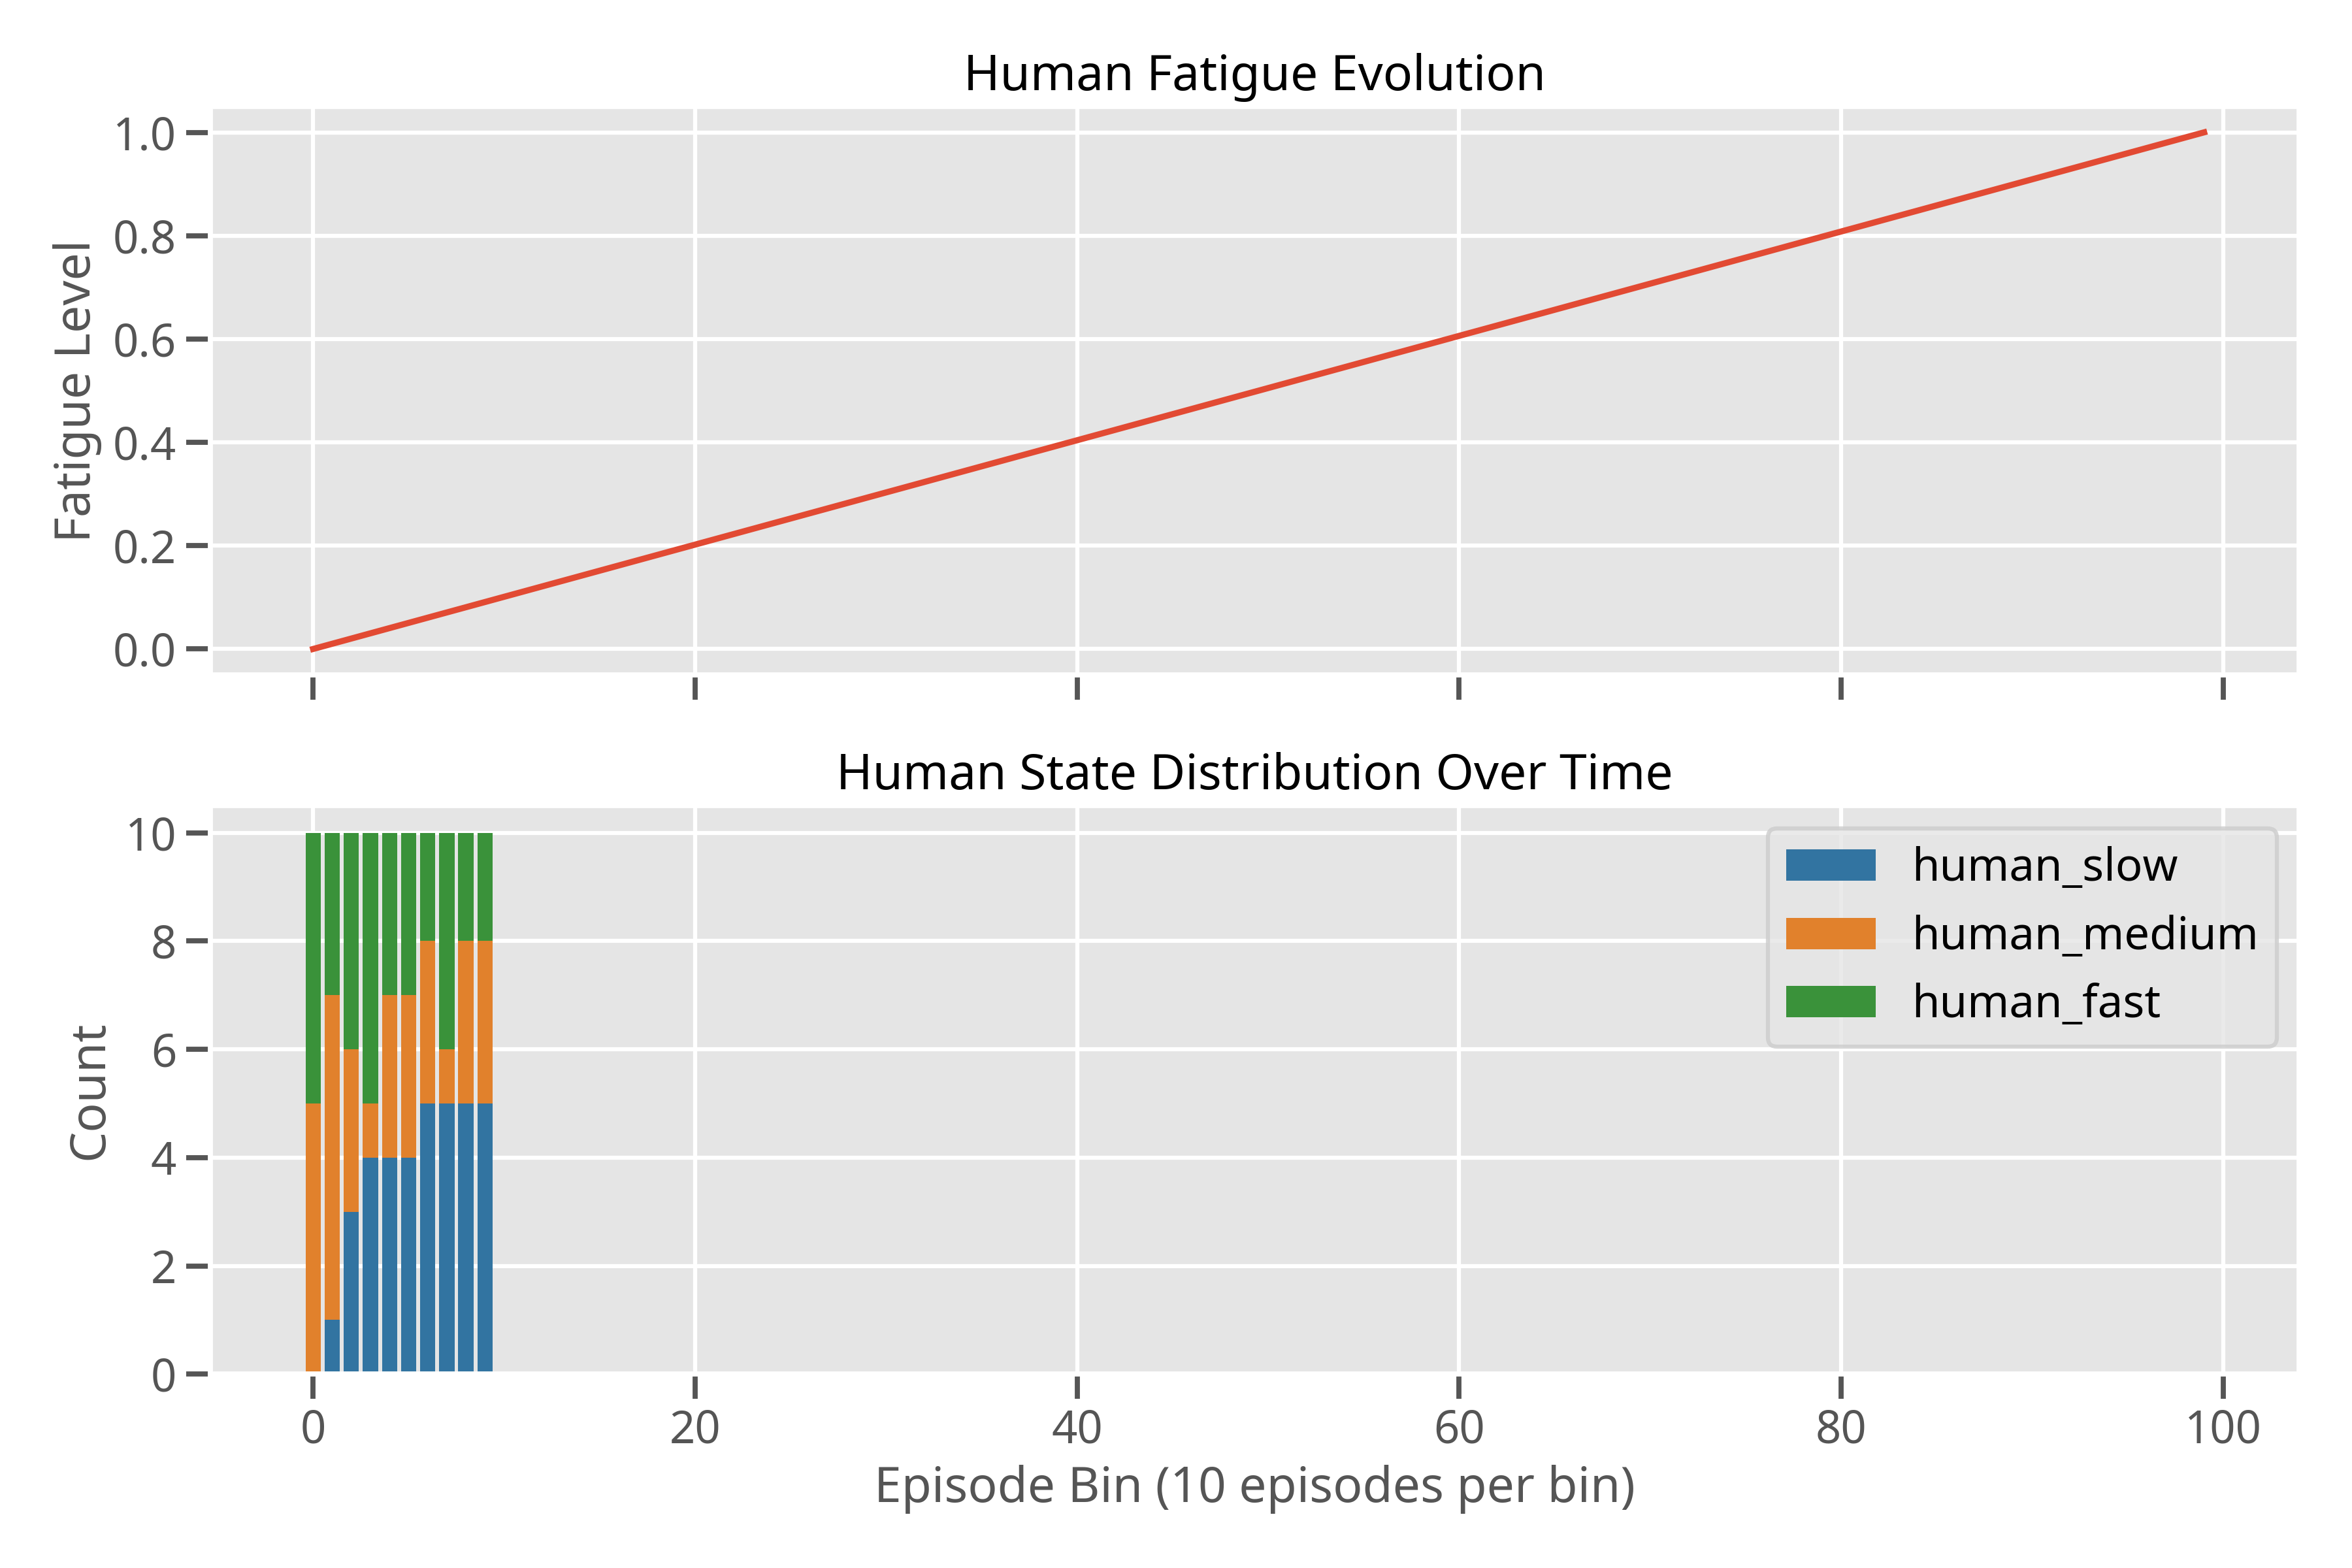 Human Fatigue Evolution
Fatigue Level
1.0
0.8
0.6
0.4
0.2
0.0
Human State Distribution Over Time
Count
10
8
6
4
2
0
human_slow
human_medium
human_fast
0 20 40 60 80 100
Episode Bin (10 episodes per bin)